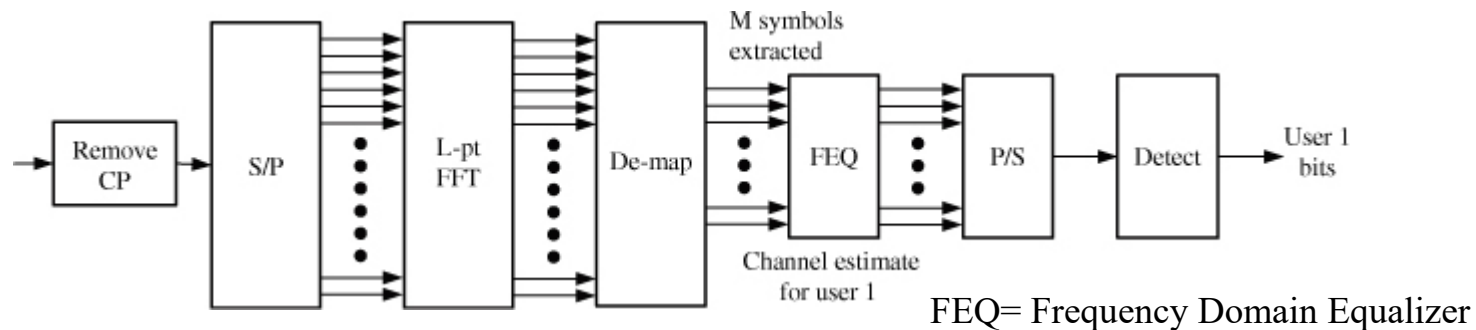 Remove
CP
S/P
L-pt
FFT
De-map
M symbols
extracted
FEQ
Channel estimate
for user 1
P/S
Detect
User 1
bits
FEQ= Frequency Domain Equalizer